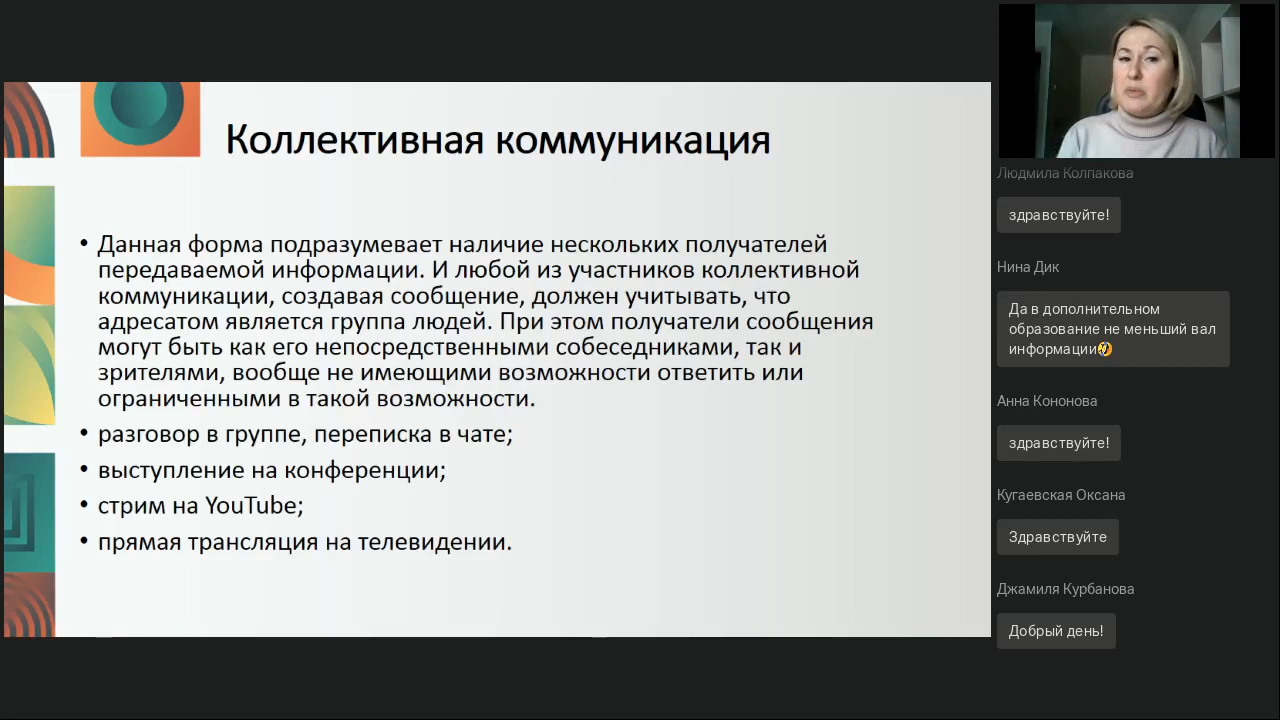 Коллективная коммуникация
• Данная форма подразумевает наличие нескольких получателей
передаваемой информации. И любой из участников коллективной
коммуникации, создавая сообщение, должен учитывать, что
адресатом является группа людей. При этом получатели сообщения
могут быть как его непосредственными собеседниками, так и
зрителями, вообще не имеющими возможности ответить или
ограниченными в такой возможности.
• разговор в группе, переписка в чате;
• выступление на конференции;
• стрим на YouTube;
• прямая трансляция на телевидении.
Людмила Колпакова
здравствуйте!
Нина Дик
Да в дополнительном
образование не меньший вал
информации🤣
Анна Кононова
здравствуйте!
Кугаевская Оксана
Здравствуйте
Джамиля Курбанова
Добрый день!